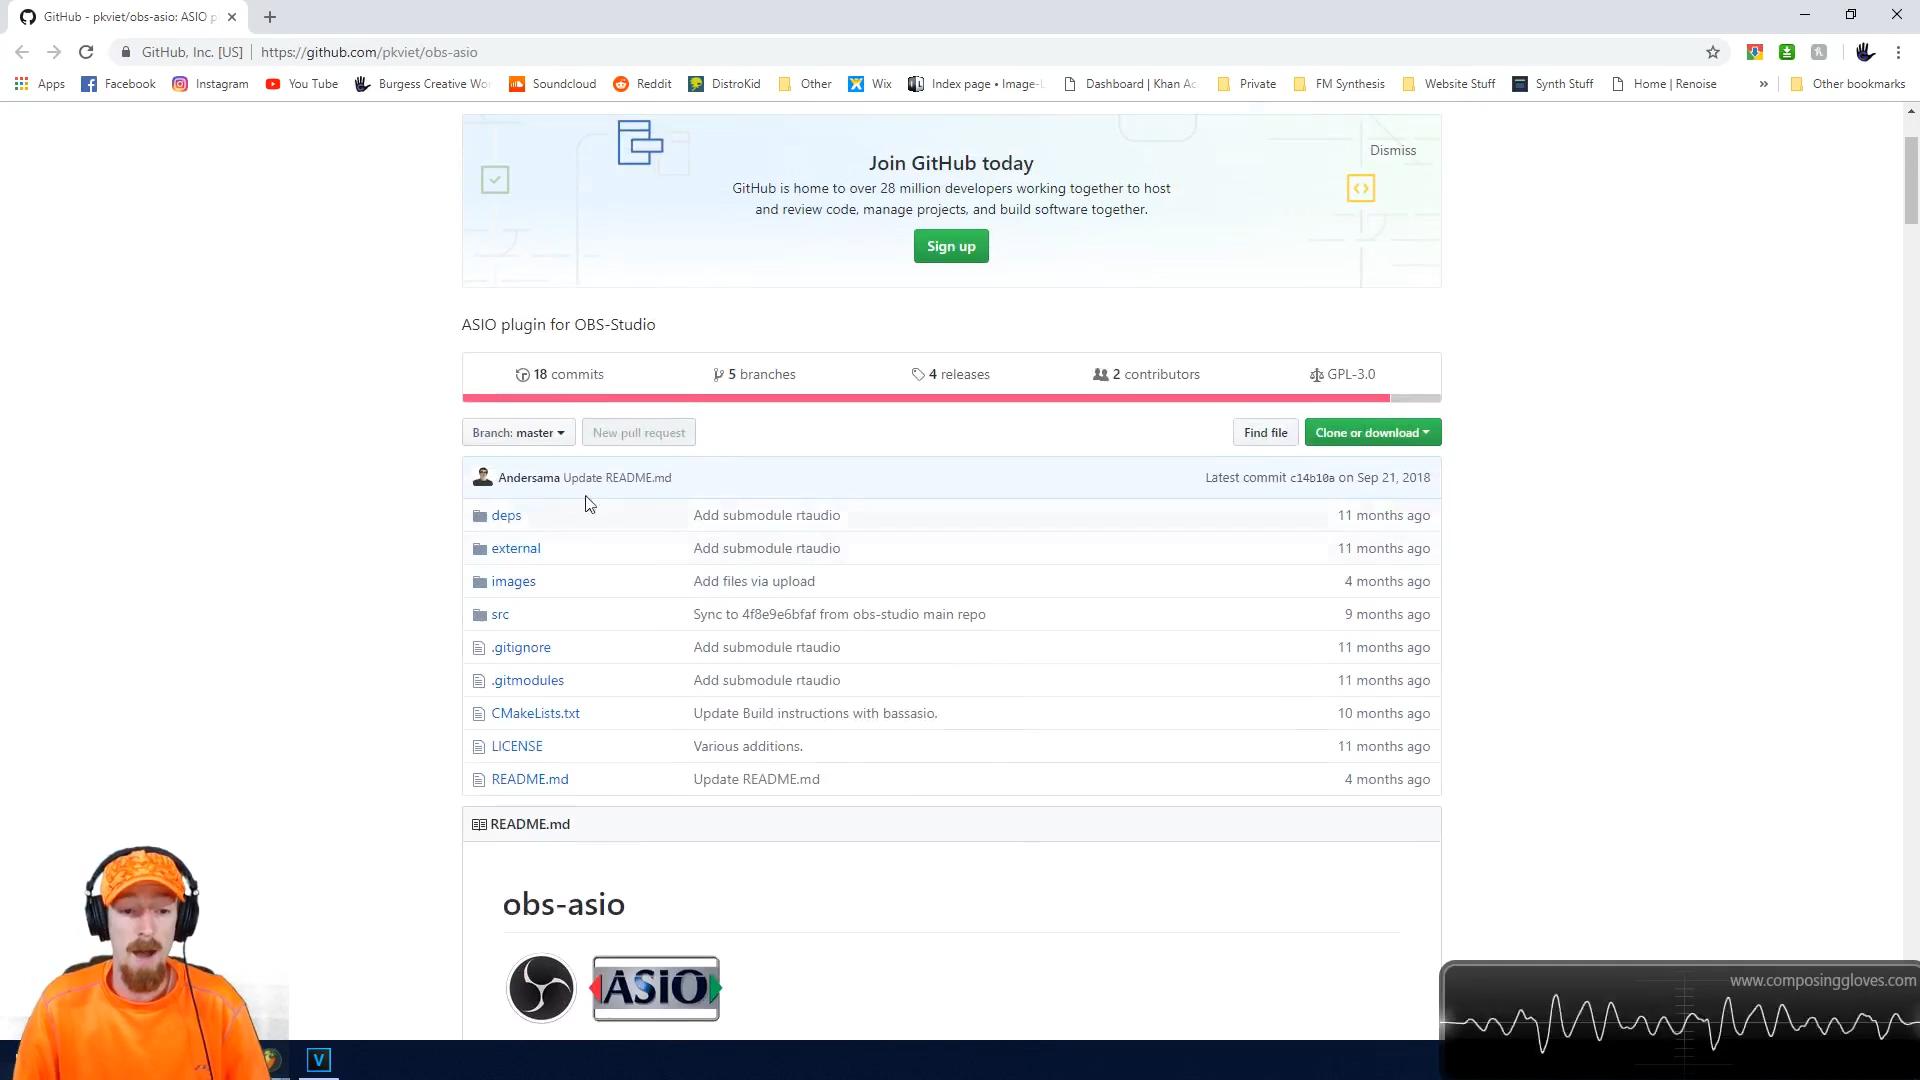 GitHub - pkviet/obs-asio: ASIO p
GitHub, Inc. [US] https://github.com/pkviet/obs-asio
Apps Facebook Instagram You Tube Burgess Creative Wo Soundcloud Reddit DistroKid Other Wix Index page • Image-L Dashboard | Khan Ac Private FM Synthesis Website Stuff Synth Stuff Home | Renoise » Other bookmarks
Join GitHub today
Dismiss
GitHub is home to over 28 million developers working together to host
and review code, manage projects, and build software together.
Sign up
ASIO plugin for OBS-Studio
18 commits 5 branches 4 releases 2 contributors GPL-3.0
Branch: master New pull request Find file Clone or download
Andersama Update README.md Latest commit c14b10a on Sep 21, 2018
deps Add submodule rtaudio 11 months ago
external Add submodule rtaudio 11 months ago
images Add files via upload 4 months ago
src Sync to 4f8e9e6bfaf from obs-studio main repo 9 months ago
.gitignore Add submodule rtaudio 11 months ago
.gitmodules Add submodule rtaudio 11 months ago
CMakeLists.txt Update Build instructions with bassasio. 10 months ago
LICENSE Various additions. 11 months ago
README.md Update README.md 4 months ago
README.md
obs-asio
ASIO
www.composinggloves.com
V